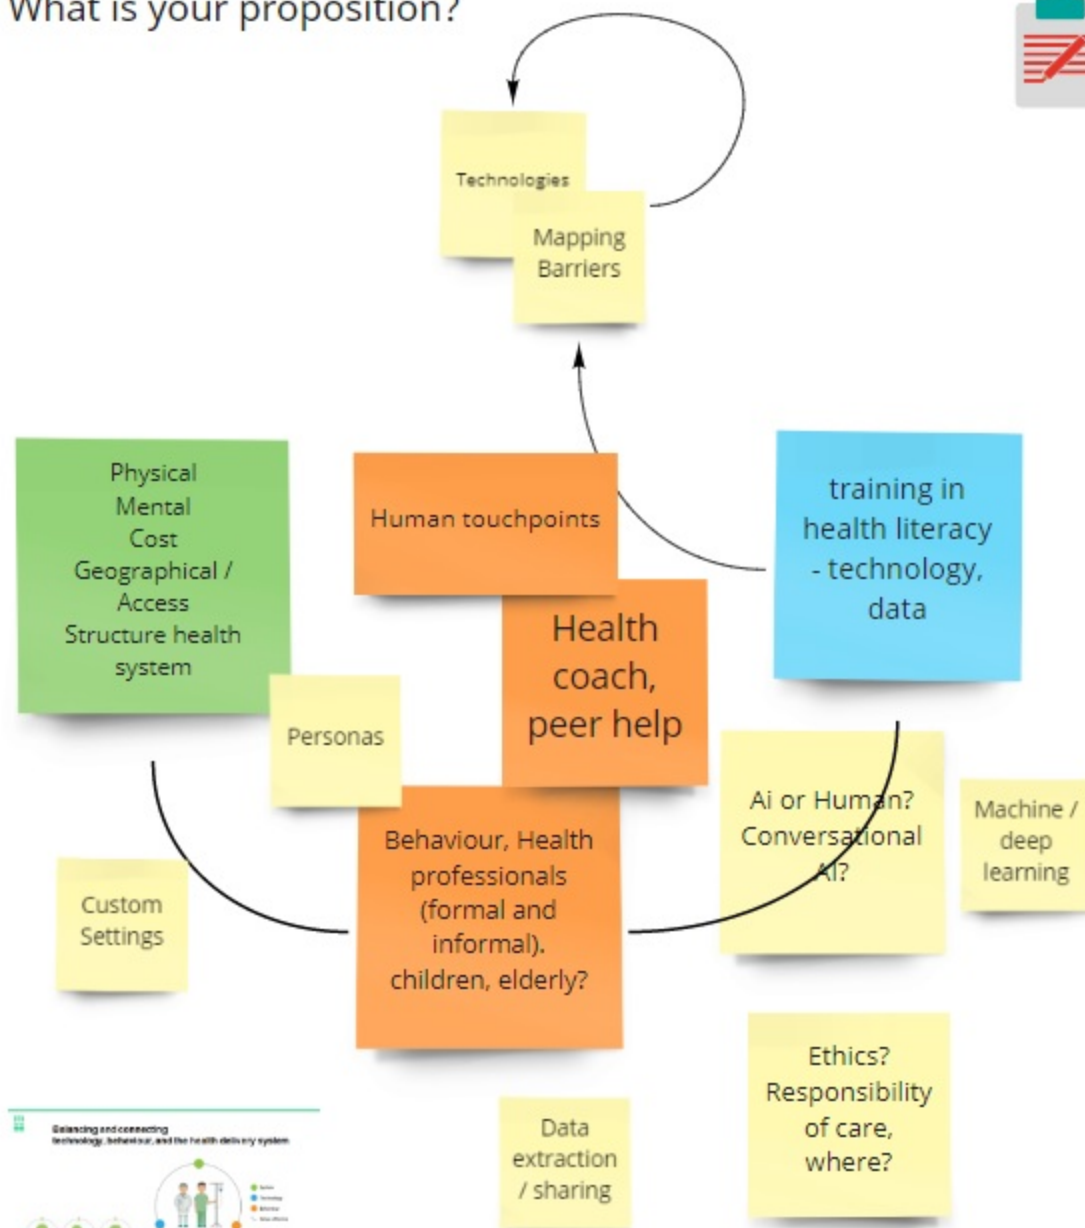 What is your proposition?
Technologies
Mapping
Barriers
Physical
Mental
Cost
Geographical /
Access
Structure health
system
Human touchpoints
training in
health literacy
- technology,
data
Health
coach,
peer help
Personas
Behaviour, Health
professionals
(formal and
informal).
children, elderly?
Ai or Human?
Conversational
AI?
Machine /
deep
learning
Custom
Settings
Ethics?
Responsibility
of care,
where?
Data
extraction
/ sharing
Balancing and connecting
technology, behaviour, and the health delivery system